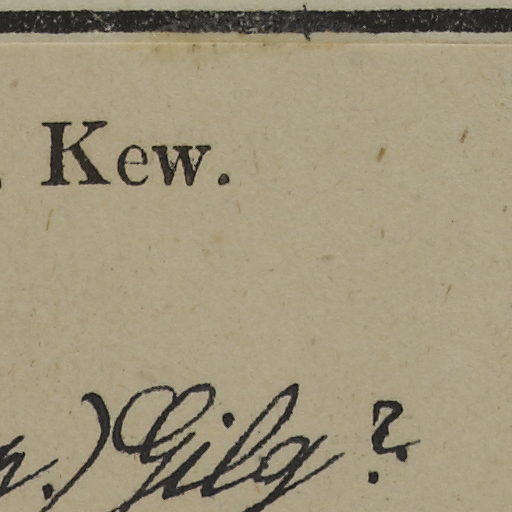 Kew.
.) Gilg ?